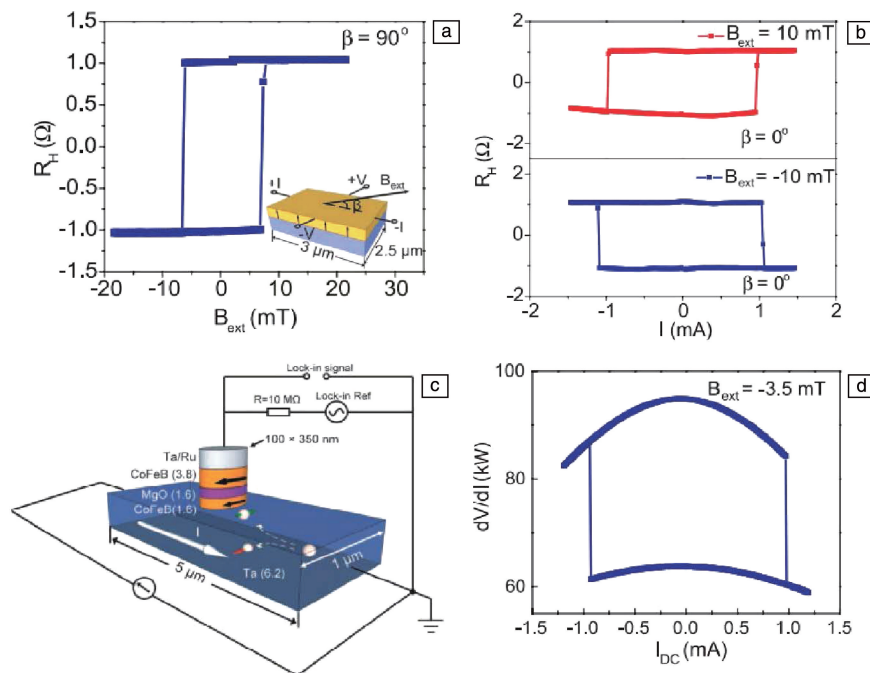 a
β = 90°
1.5
1.0
0.5
0.0
-0.5
-1.0
-1.5
R_H (Ω)
-20 -10 0 10 20 30
B_ext (mT)
+I
+V
B_ext
β
-V
-I
3 μm
2.5 μm
b
B_ext = 10 mT
β = 0°
2
1
0
-1
-2
R_H (Ω)
B_ext = -10 mT
β = 0°
2
0
-2
-2 -1 0 1 2
I (mA)
c
Lock-in signal
R=10 MΩ
Lock-in Ref
100 × 350 nm
Ta/Ru
CoFeB (3.8)
MgO (1.6)
CoFeB(1.6)
I
Ta (6.2)
1 μm
5 μm
d
B_ext = -3.5 mT
100
90
80
60
dV/dI (kW)
-1.5 -1.0 -0.5 0.0 0.5 1.0 1.5
I_DC (mA)